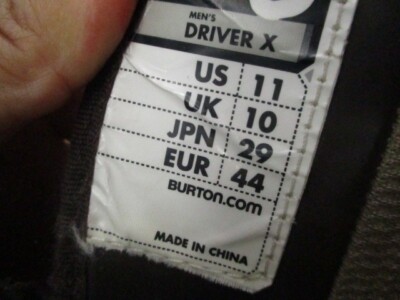 MEN'S
DRIVER X
US 11
UK 10
JPN 29
EUR 44
BURTON.COM
MADE IN CHINA